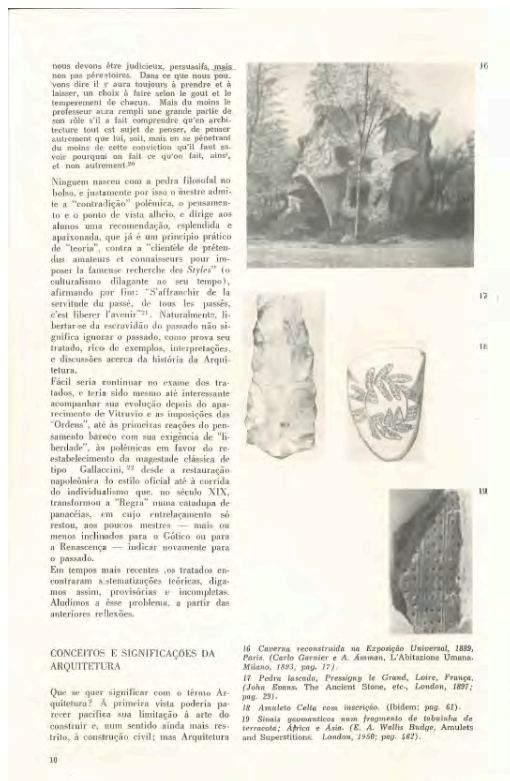 nous devons être judicieux, persuasifs, mais
non pas pérestoires. Dans ce que nous pou.
vons dire il y aura toujours à prendre et à
laisser, un choix à faire selon le gout et le
temperement de chacun. Mais du moins le
professeur aura rempli une grande partie de
son rôle s'il a fait comprendre qu'en archi-
tecture tout est sujet de penser, de penser
autrement que lui, soit, mais en se pénetrant
du moins de cette conviction qu'il faut sa-
voir pourquoi on fait ce qu'on fait, ainsi,
et non autrement.20
Ninguem nasceu com a pedra filosofal no
bolso, e justamente por isso o mestre admi-
te a "contradição" polêmica, o pensamen-
to e o ponto de vista alheio, e dirige aos
alunos uma recomendação, esplendida e
apaixonada, que já é um principio prático
de "teoria", contra a "clientèle de préten-
dus amateurs et connaisseurs pour im-
poser la fameuse recherche des Styles" (o
culturalismo dilagante no seu tempo),
afirmando por fim: "S'affranchir de la
servitude du passé, de tous les passés,
c'est liberer l'avenir"21. Naturalmente, li-
bertar-se da escravidão do passado não si-
gnifica ignorar o passado, como prova seu
tratado, rico de exemplos, interpretações,
e discussões acerca da história da Arqui-
tetura.
Fácil seria continuar no exame dos tra-
tados, e teria sido mesmo até interessante
acompanhar sua evolução depois do apa-
recimento de Vitruvio e as imposições das
"Ordens", até às primeiras reações do pen-
samento baroco com sua exigência de "li-
berdade", às polêmicas em favor do re-
estabelecimento da magestade clássica de
tipo Gallaccini, 22 desde a restauração
napoleônica do estilo oficial até à corrida
do individualismo que, no século XIX,
transformou a "Regra" numa catadupa de
panacéias, em cujo entrelaçamento só
restou, aos poucos mestres — mais ou
menos inclinados para o Gótico ou para
a Renascença — indicar novamente para
o passado.
Em tempos mais recentes ,os tratados en-
contraram sistematizações teóricas, diga-
mos assim, provisórias e incompletas.
Aludimos a êsse problema, a partir das
anteriores reflexões.
CONCEITOS E SIGNIFICAÇÕES DA
ARQUITETURA
Que se quer significar com o têrmo Ar-
quitetura? À primeira vista poderia pa-
recer pacifica sua limitação à arte do
construir e, num sentido ainda mais res-
trito, à construção civil; mas Arquitetura
10
16
17
18
19
16 Caverna reconstruida na Exposição Universal, 1889,
Paris. (Carlo Garnier e A. Amman, L'Abitazione Umana.
Milano, 1893, pag. 17).
17 Pedra lascada, Pressigny le Grand, Loire, França,
(John Evans. The Ancient Stone, etc., London, 1897;
pag. 29).
18 Amuleto Celta com inscrição. (Ibidem; pag. 61).
19 Sinais geomanticos num fragmento de tabuinha de
terracota; Africa e Asia. (E. A. Wallis Budge, Amulets
and Superstitions. London, 1930; pag. 462).